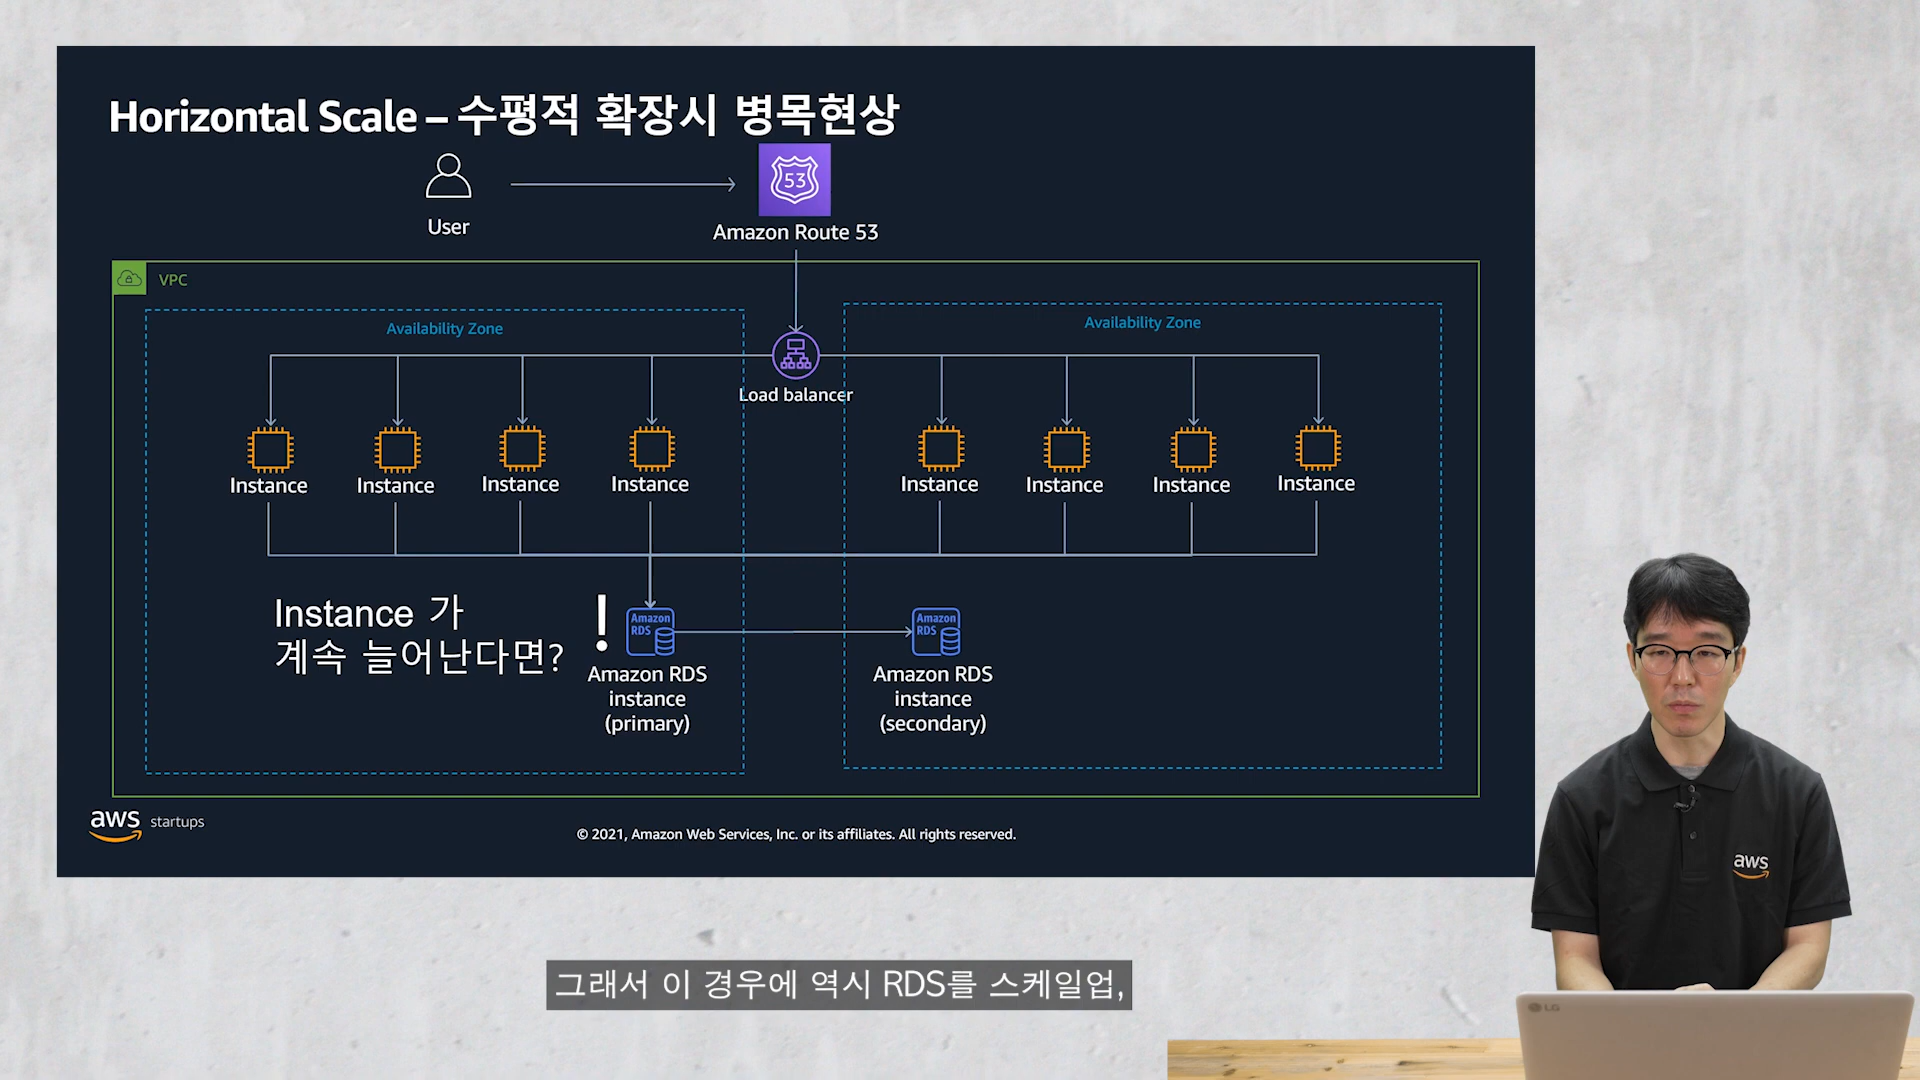 Horizontal Scale – 수평적 확장시 병목현상
53
User
Amazon Route 53
VPC
Availability Zone
Availability Zone
Load balancer
Instance
Instance
Instance
Instance
Instance
Instance
Instance
Instance
Instance 가
계속 늘어난다면?
!
Amazon
RDS
Amazon RDS
instance
(primary)
Amazon
RDS
Amazon RDS
instance
(secondary)
aws startups
© 2021, Amazon Web Services, Inc. or its affiliates. All rights reserved.
aws
그래서 이 경우에 역시 RDS를 스케일업,
LG